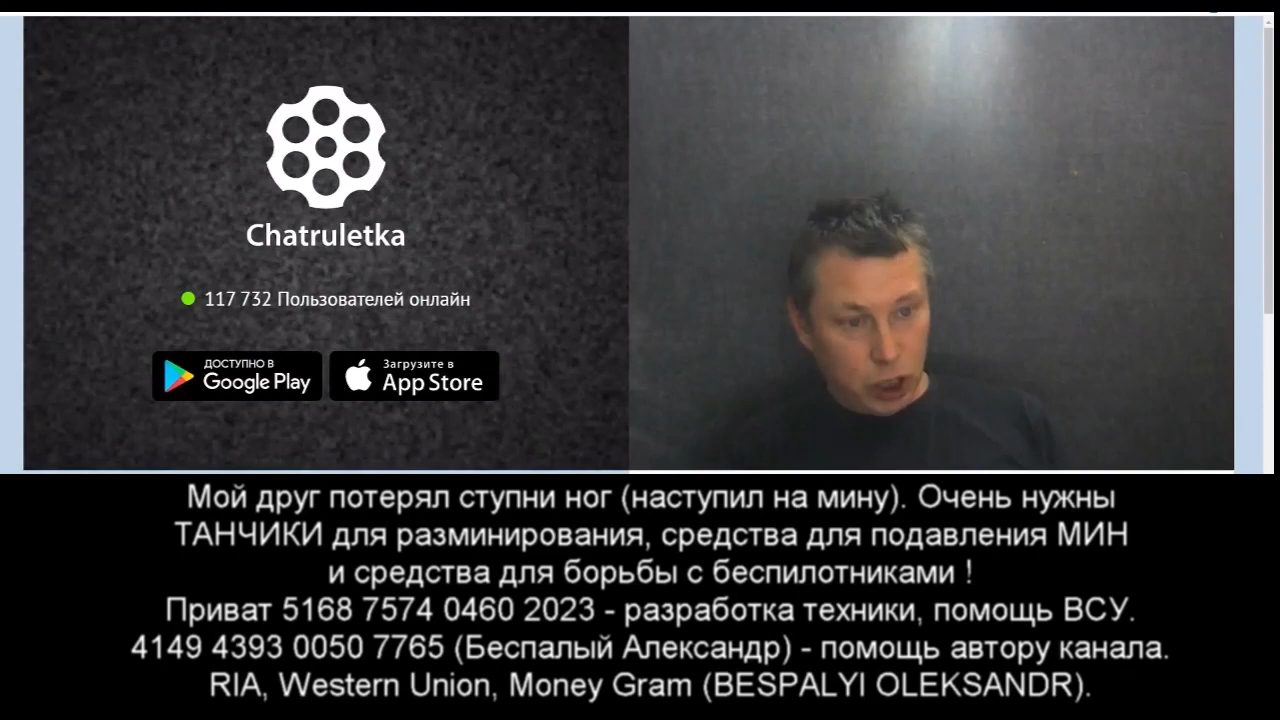 Chatruletka
117 732 Пользователей онлайн
ДОСТУПНО В
Google Play
Загрузите в
App Store
Мой друг потерял ступни ног (наступил на мину). Очень нужны
ТАНЧИКИ для разминирования, средства для подавления МИН
и средства для борьбы с беспилотниками !
Приват 5168 7574 0460 2023 - разработка техники, помощь ВСУ.
4149 4393 0050 7765 (Беспалый Александр) - помощь автору канала.
RIA, Western Union, Money Gram (BESPALYI OLEKSANDR).